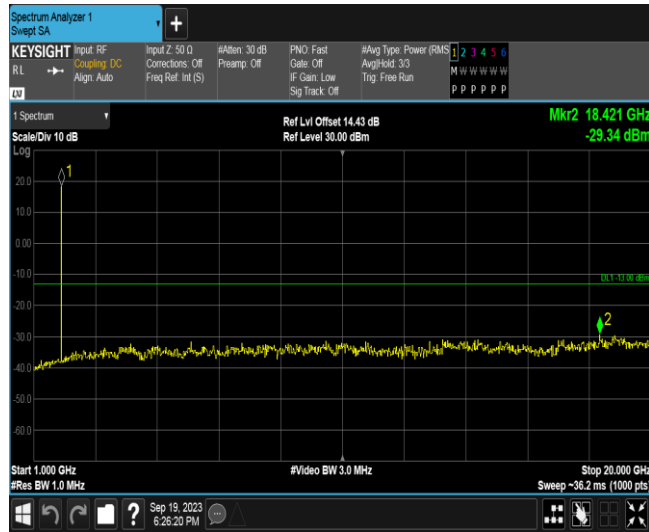 Spectrum Analyzer 1
Swept SA
KEYSIGHT
RL
LXI
Input: RF
Coupling: DC
Align: Auto
Input Z: 50 Ω
Corrections: Off
Freq Ref: Int (S)
#Atten: 30 dB
Preamp: Off
PNO: Fast
Gate: Off
IF Gain: Low
Sig Track: Off
#Avg Type: Power (RMS
Avg|Hold: 3/3
Trig: Free Run
1 2 3 4 5 6
M W W W W W
P P P P P P
1 Spectrum
Scale/Div 10 dB
Ref Lvl Offset 14.43 dB
Ref Level 30.00 dBm
Mkr2 18.421 GHz
-29.34 dBm
Log
1
20.0
10.0
0.00
-10.0
DL1 -13.00 dBm
-20.0
2
-30.0
-40.0
-50.0
-60.0
Start 1.000 GHz
#Video BW 3.0 MHz
Stop 20.000 GHz
#Res BW 1.0 MHz
Sweep ~36.2 ms (1000 pts)
?
Sep 19, 2023
6:26:20 PM